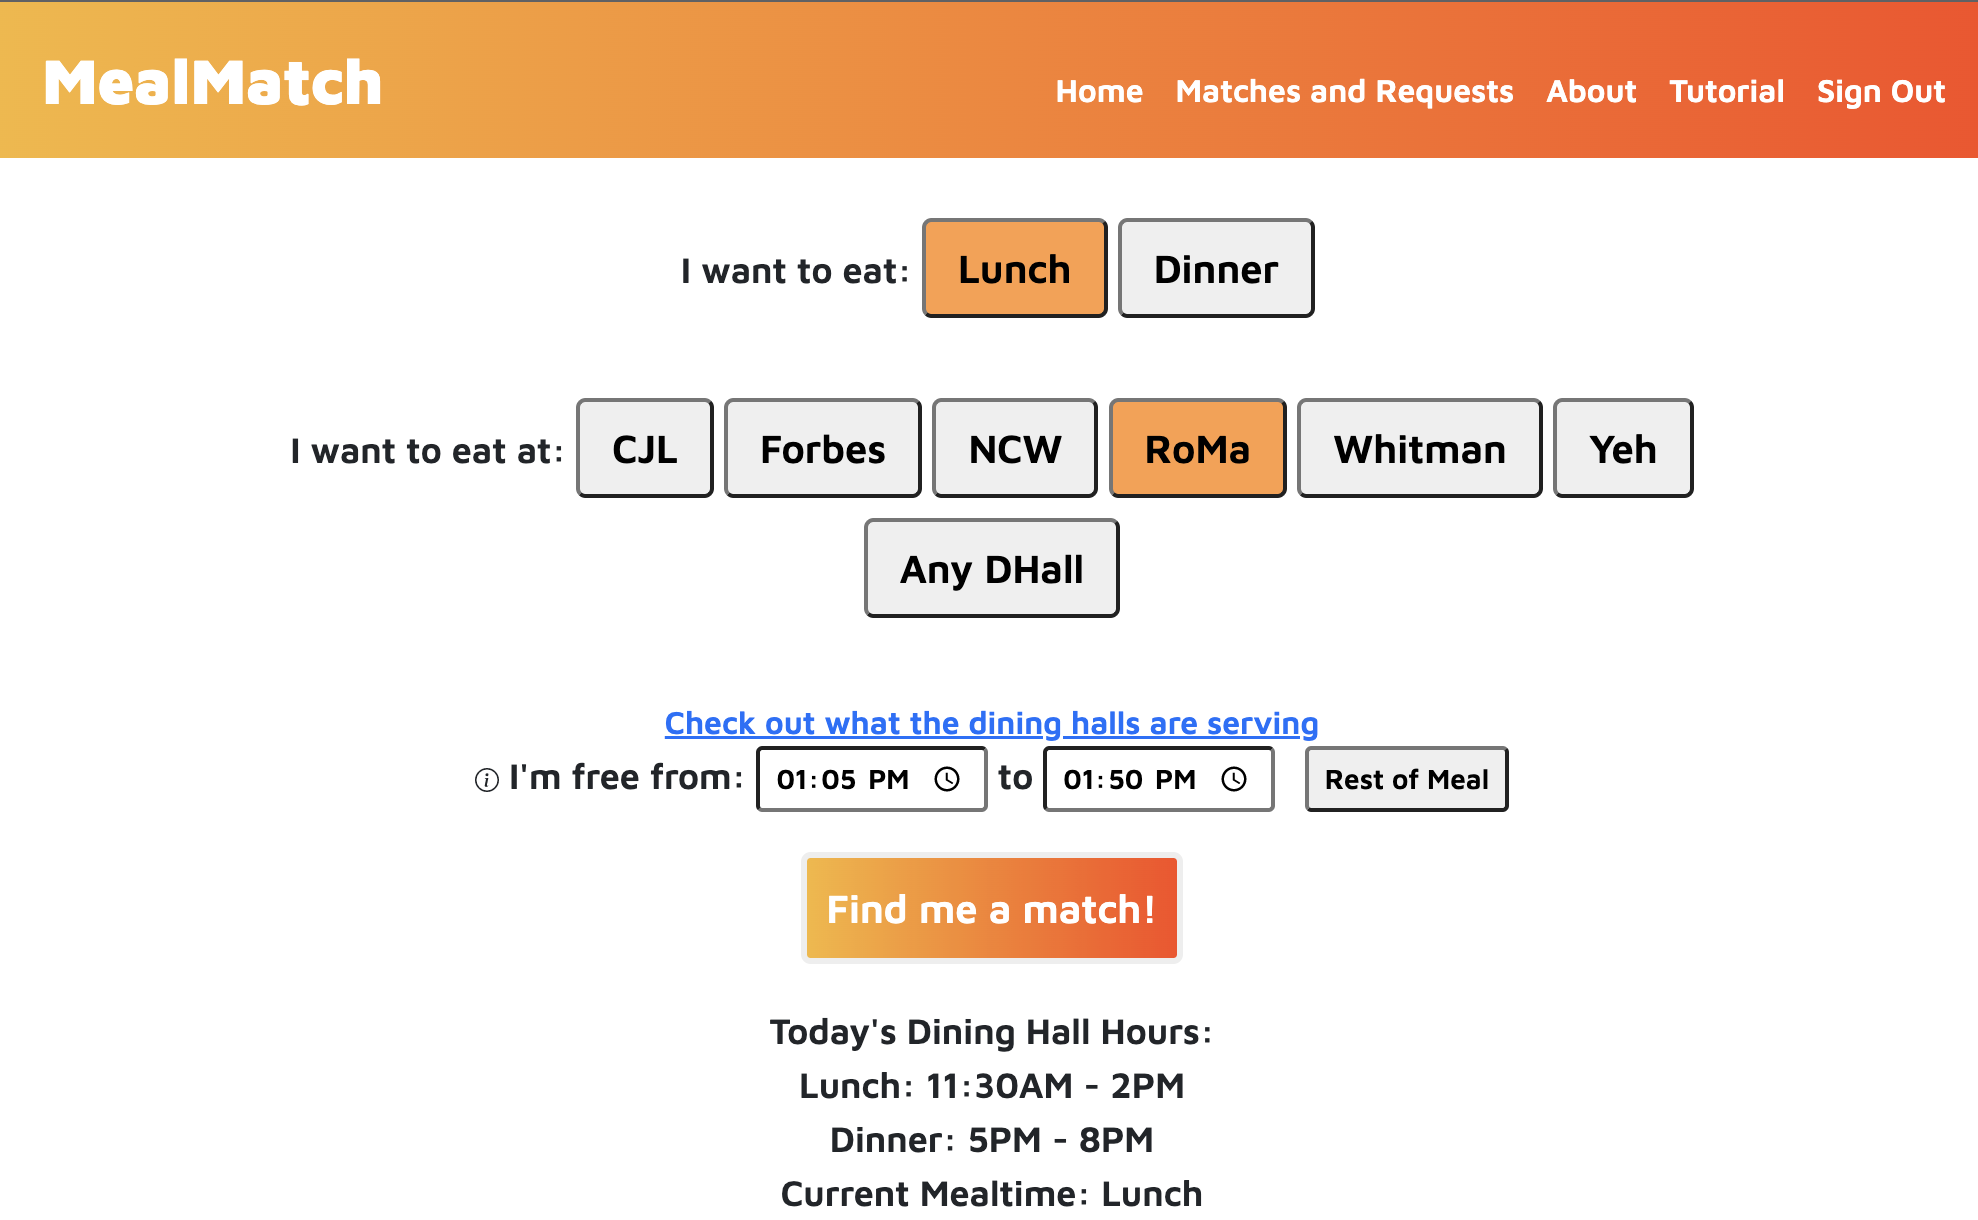 MealMatch
Home Matches and Requests About Tutorial Sign Out
I want to eat: Lunch Dinner
I want to eat at: CJL Forbes NCW RoMa Whitman Yeh
Any DHall
Check out what the dining halls are serving
I'm free from: 01:05 PM to 01:50 PM Rest of Meal
Find me a match!
Today's Dining Hall Hours:
Lunch: 11:30AM - 2PM
Dinner: 5PM - 8PM
Current Mealtime: Lunch